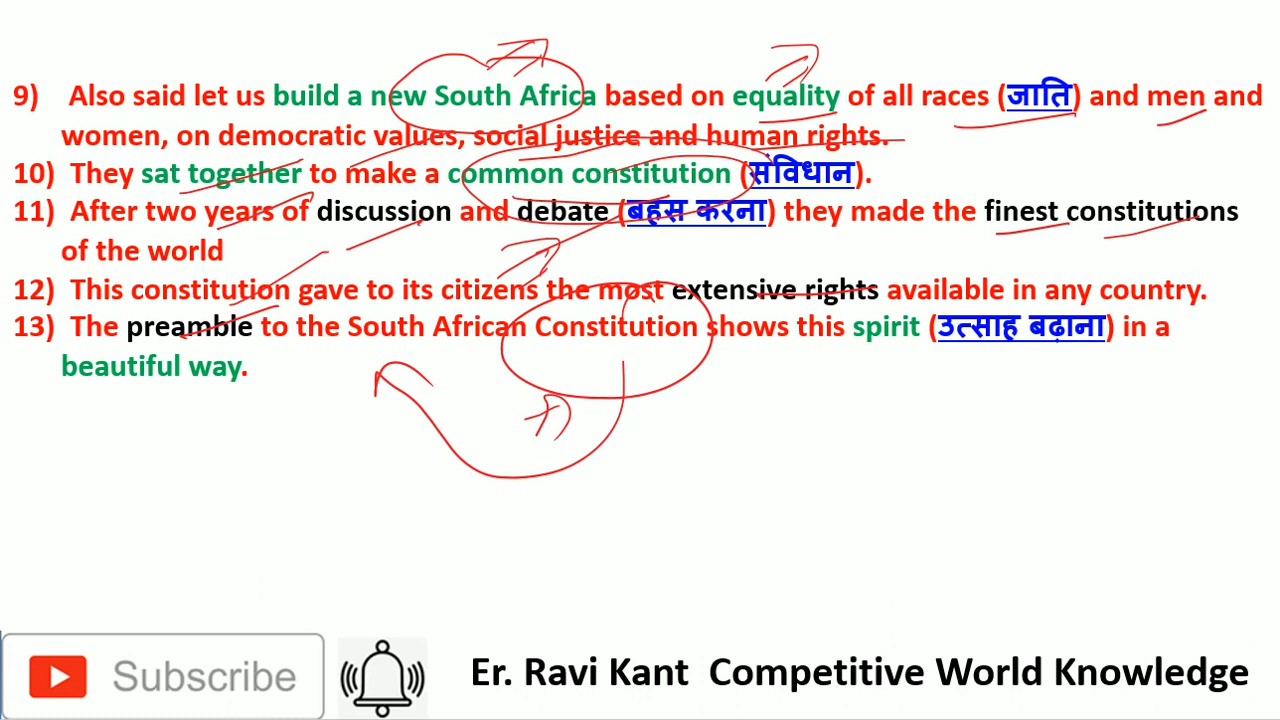 9) Also said let us build a new South Africa based on equality of all races (जाति) and men and
women, on democratic values, social justice and human rights.
10) They sat together to make a common constitution (संविधान).
11) After two years of discussion and debate (बहस करना) they made the finest constitutions
of the world
12) This constitution gave to its citizens the most extensive rights available in any country.
13) The preamble to the South African Constitution shows this spirit (उत्साह बढ़ाना) in a
beautiful way.
Subscribe
Er. Ravi Kant Competitive World Knowledge